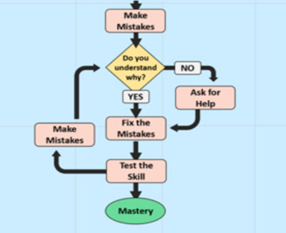 Make
Mistakes
Do you
understand
why?
NO
YES
Ask for
Help
Make
Mistakes
Fix the
Mistakes
Test the
Skill
Mastery